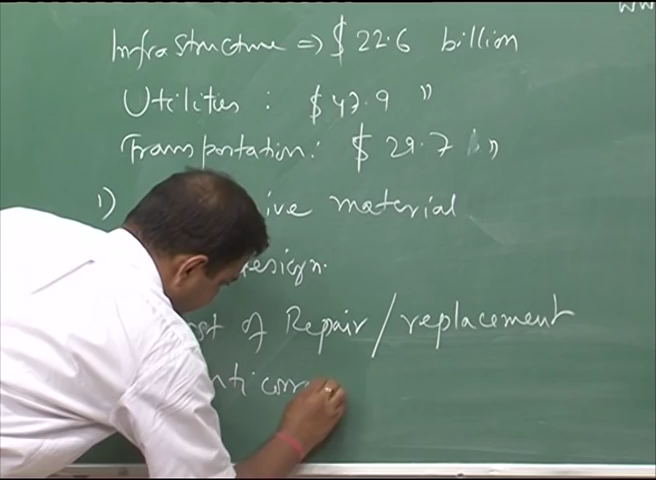 Infrastructure => $ 22.6 billion
Utilities : $ 47.9 "
Transportation : $ 29.7 "
1) ive material
design.
st of Repair / replacement
nti corr